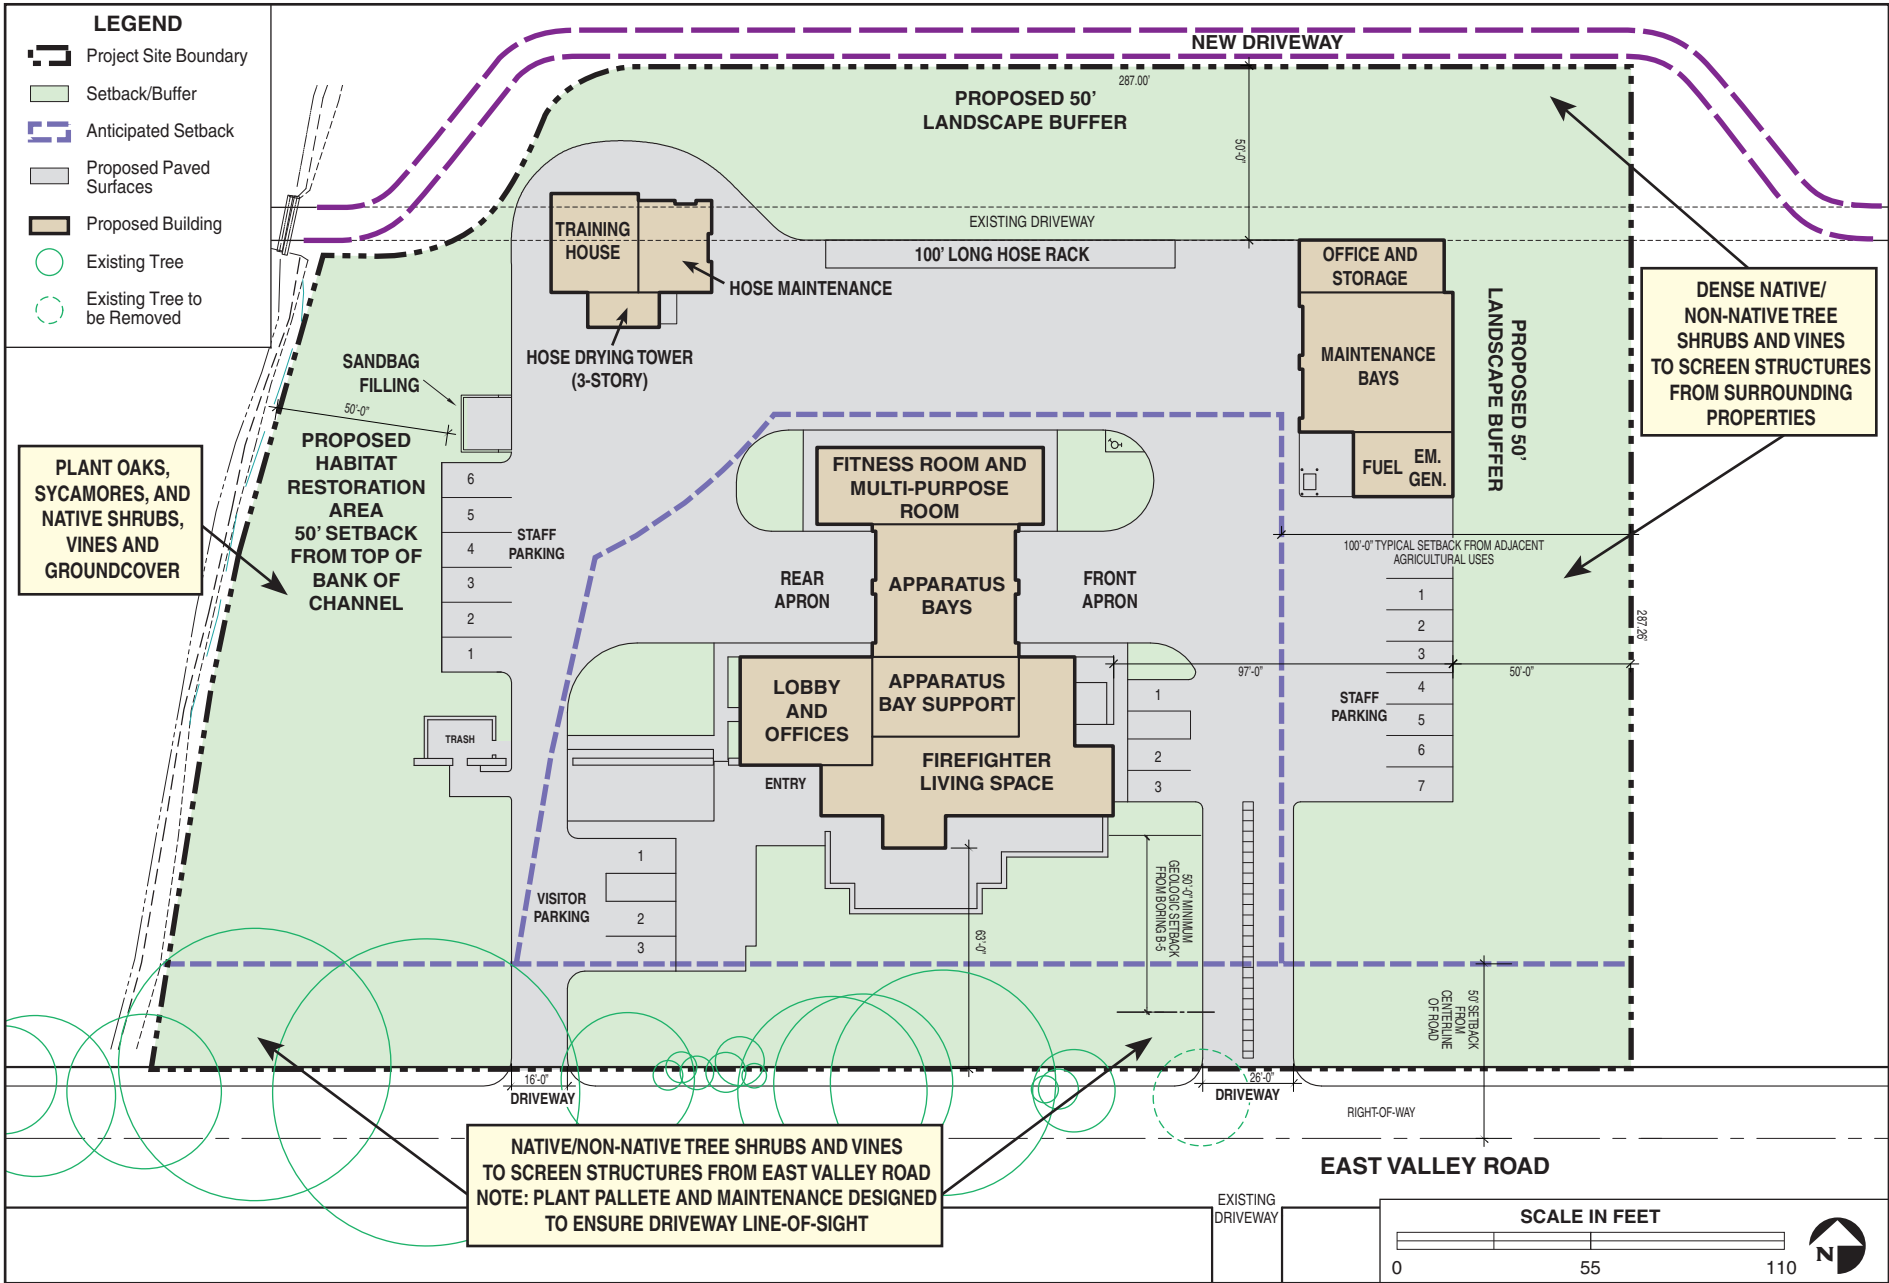 LEGEND
Project Site Boundary
Setback/Buffer
Anticipated Setback
Proposed Paved
Surfaces
Proposed Building
Existing Tree
Existing Tree to
be Removed
NEW DRIVEWAY
287.00'
PROPOSED 50'
LANDSCAPE BUFFER
50'-0"
EXISTING DRIVEWAY
100' LONG HOSE RACK
TRAINING
HOUSE
HOSE MAINTENANCE
HOSE DRYING TOWER
(3-STORY)
OFFICE AND
STORAGE
MAINTENANCE
BAYS
FUEL
EM.
GEN.
PROPOSED 50'
LANDSCAPE BUFFER
DENSE NATIVE/
NON-NATIVE TREE
SHRUBS AND VINES
TO SCREEN STRUCTURES
FROM SURROUNDING
PROPERTIES
SANDBAG
FILLING
50'-0"
PROPOSED
HABITAT
RESTORATION
AREA
50' SETBACK
FROM TOP OF
BANK OF
CHANNEL
PLANT OAKS,
SYCAMORES, AND
NATIVE SHRUBS,
VINES AND
GROUNDCOVER
6
5
4
3
2
1
STAFF
PARKING
FITNESS ROOM AND
MULTI-PURPOSE
ROOM
REAR
APRON
APPARATUS
BAYS
FRONT
APRON
100'-0" TYPICAL SETBACK FROM ADJACENT
AGRICULTURAL USES
287.26'
1
2
3
4
5
6
7
STAFF
PARKING
97'-0"
50'-0"
LOBBY
AND
OFFICES
APPARATUS
BAY SUPPORT
FIREFIGHTER
LIVING SPACE
ENTRY
1
2
3
TRASH
VISITOR
PARKING
1
2
3
63'-0"
50'-0" MINIMUM
GEOLOGIC SETBACK
FROM BORING B-5
50' SETBACK
FROM
CENTERLINE
OF ROAD
16'-0"
DRIVEWAY
26'-0"
DRIVEWAY
RIGHT-OF-WAY
NATIVE/NON-NATIVE TREE SHRUBS AND VINES
TO SCREEN STRUCTURES FROM EAST VALLEY ROAD
NOTE: PLANT PALLETE AND MAINTENANCE DESIGNED
TO ENSURE DRIVEWAY LINE-OF-SIGHT
EAST VALLEY ROAD
EXISTING
DRIVEWAY
SCALE IN FEET
0 55 110
N